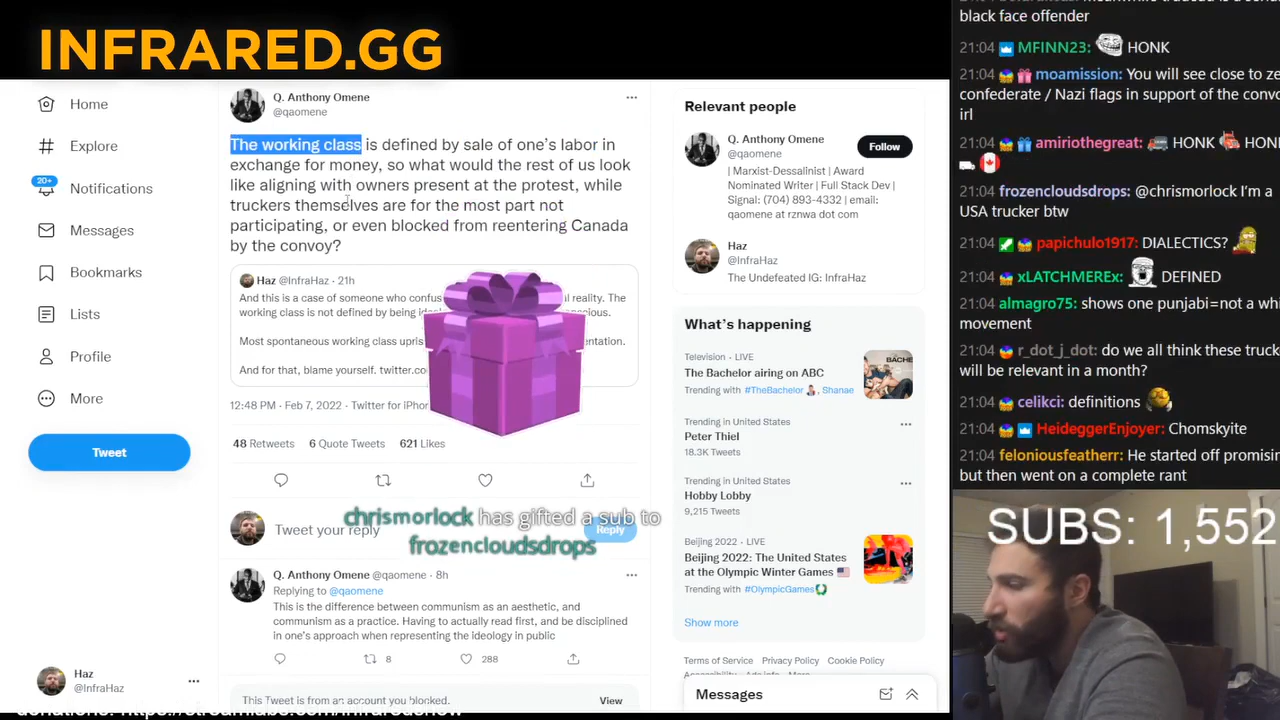 INFRARED.GG
Home
Explore
20+
Notifications
Messages
Bookmarks
Lists
Profile
More
Tweet
Haz
@InfraHaz
Q. Anthony Omene
@qaomene
The working class is defined by sale of one's labor in
exchange for money, so what would the rest of us look
like aligning with owners present at the protest, while
truckers themselves are for the most part not
participating, or even blocked from reentering Canada
by the convoy?
Haz @InfraHaz · 21h
And this is a case of someone who confus reality. The
working class is not defined by being
Most spontaneous working class upris entation.
And for that, blame yourself. twitter.co
12:48 PM · Feb 7, 2022 · Twitter for iPhor
48 Retweets 6 Quote Tweets 621 Likes
chrismorlock has gifted a sub to
frozencloudsdrops
Tweet your reply
Reply
Q. Anthony Omene @qaomene · 8h
Replying to @qaomene
This is the difference between communism as an aesthetic, and
communism as a practice. Having to actually read first, and be disciplined
in one's approach when representing the ideology in public
8 288
This Tweet is from an account you blocked. View
Relevant people
Q. Anthony Omene
@qaomene
Follow
| Marxist-Dessalinist | Award
Nominated Writer | Full Stack Dev |
Signal: (704) 893-4332 | email:
qaomene at rznwa dot com
Haz
@InfraHaz
The Undefeated IG: InfraHaz
What's happening
Television · LIVE
The Bachelor airing on ABC
Trending with #TheBachelor , Shanae
Trending in United States
Peter Thiel
18.3K Tweets
Trending in United States
Hobby Lobby
9,215 Tweets
Beijing 2022 · LIVE
Beijing 2022: The United States
at the Olympic Winter Games
Trending with #OlympicGames
Show more
Terms of Service Privacy Policy Cookie Policy
Messages
black face offender
21:04 MFINN23: HONK
21:04 moamission: You will see close to ze
confederate / Nazi flags in support of the convo
irl
21:04 amiriothegreat: HONK HON
21:04 frozencloudsdrops: @chrismorlock I'm a
USA trucker btw
21:04 papichulo1917: DIALECTICS?
21:04 xLATCHMEREx: DEFINED
21:04 almagro75: shows one punjabi=not a whi
movement
21:04 r_dot_j_dot: do we all think these truck
will be relevant in a month?
21:04 celikci: definitions
21:04 HeideggerEnjoyer: Chomskyite
21:04 feloniousfeatherr: He started off promisin
but then went on a complete rant
SUBS: 1,552